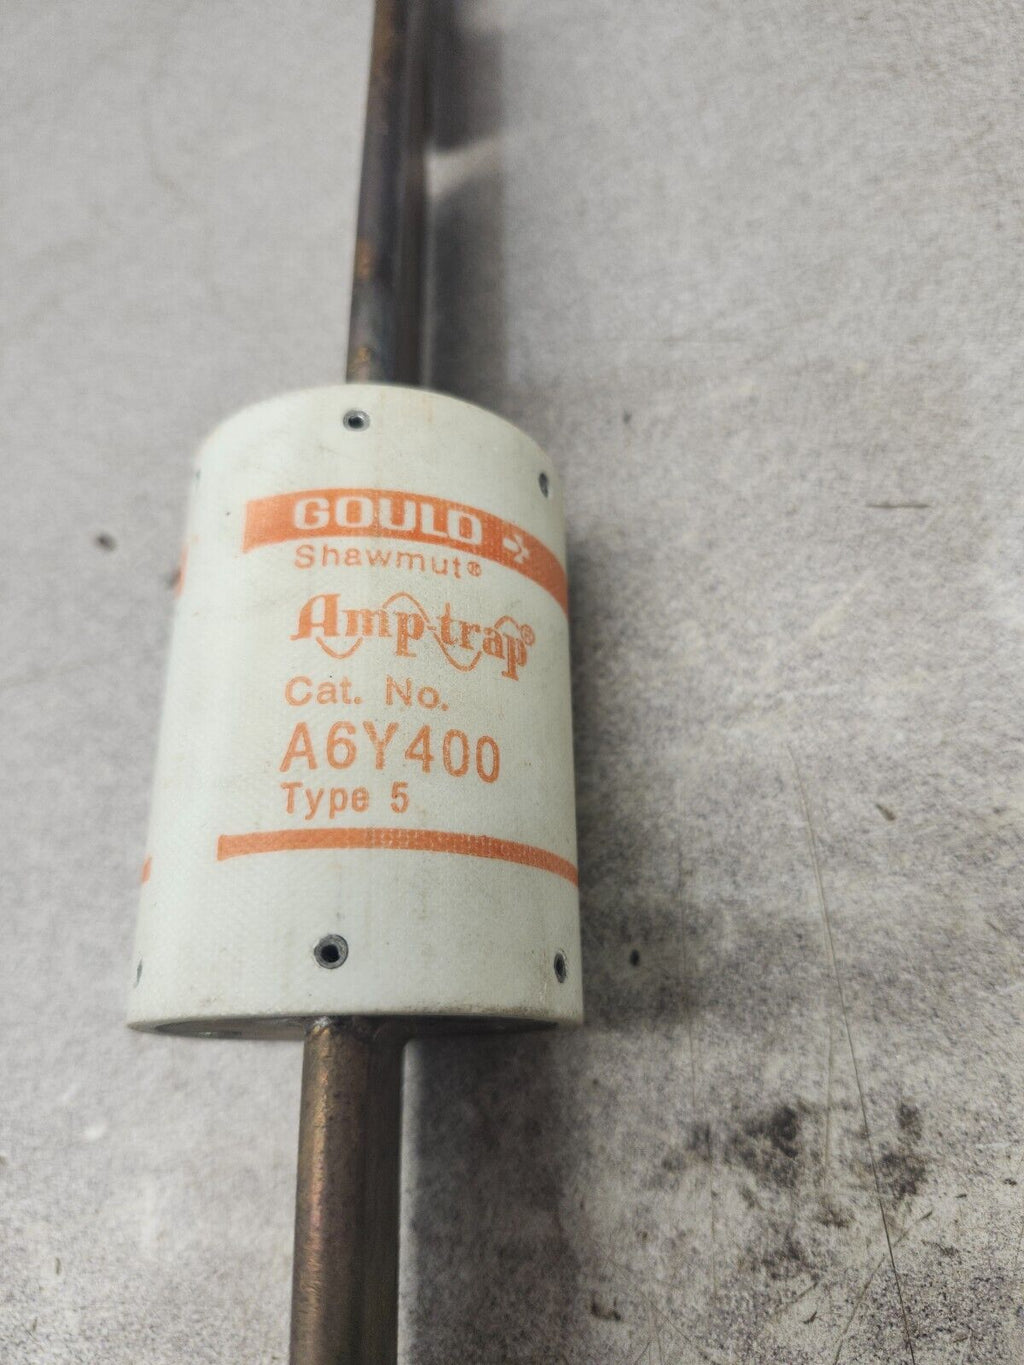 GOULD
Shawmut®
Amp-trap®
Cat. No.
A6Y400
Type 5